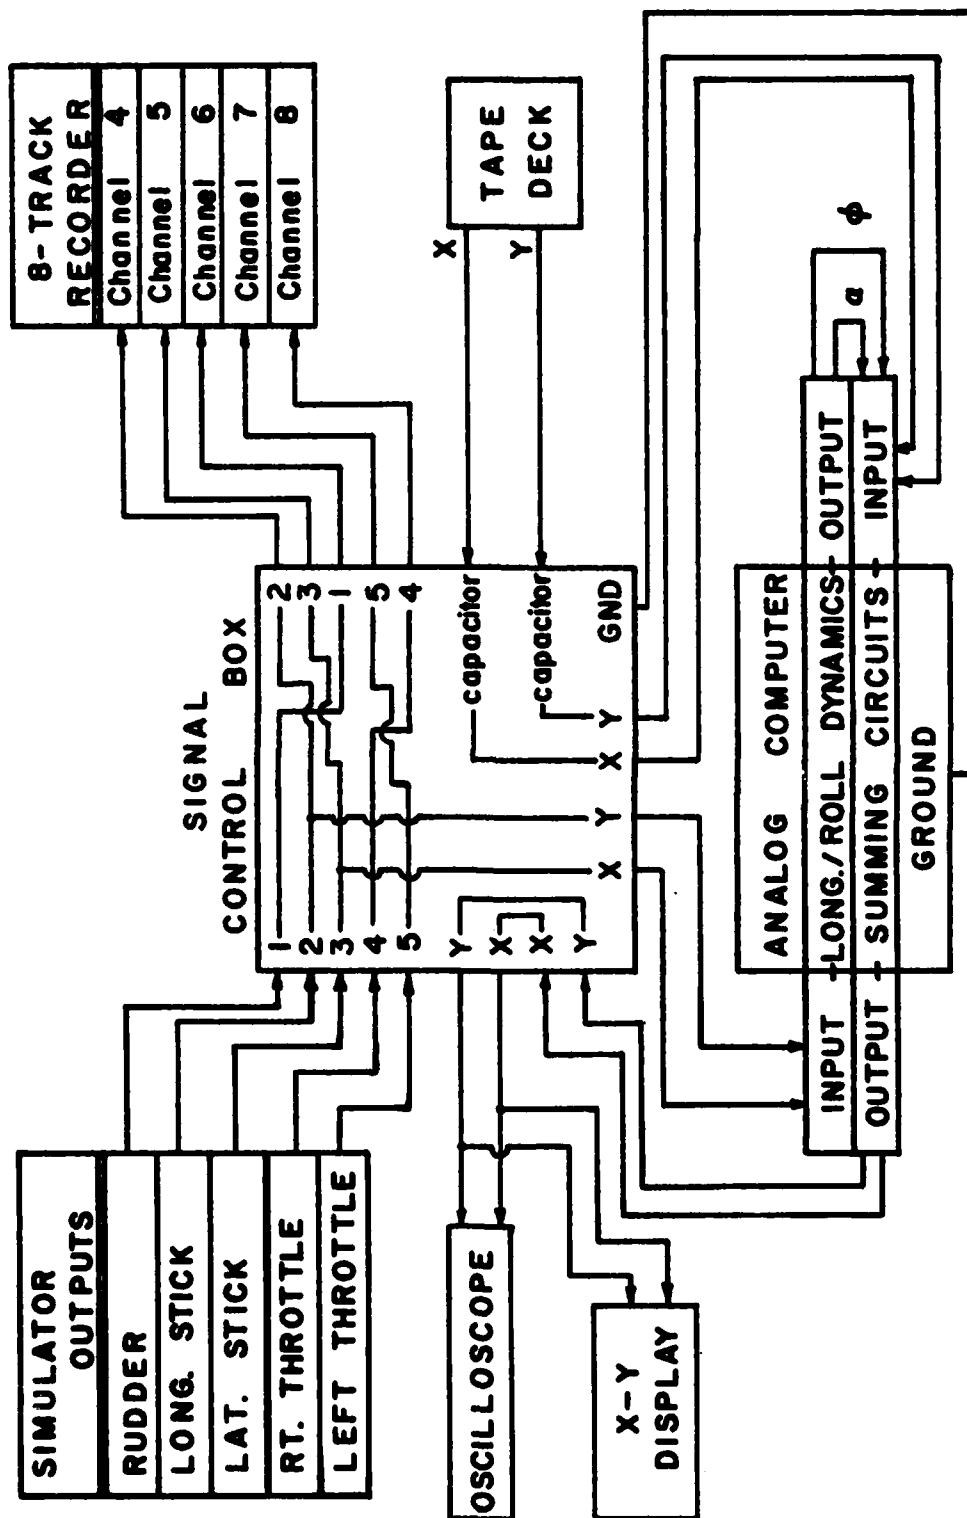 SIMULATOR
OUTPUTS
RUDDER
LONG. STICK
LAT. STICK
RT. THROTTLE
LEFT THROTTLE
OSCILLOSCOPE
X-Y
DISPLAY
SIGNAL
CONTROL BOX
1
2
3
4
5
2
3
1
5
4
Y
X
X
Y
capacitor
capacitor
X
Y
X
Y
GND
8-TRACK
RECORDER
Channel 4
Channel 5
Channel 6
Channel 7
Channel 8
X
Y
TAPE
DECK
ANALOG COMPUTER
INPUT - LONG./ROLL DYNAMICS - OUTPUT
OUTPUT - SUMMING CIRCUITS - INPUT
GROUND
α
ϕ